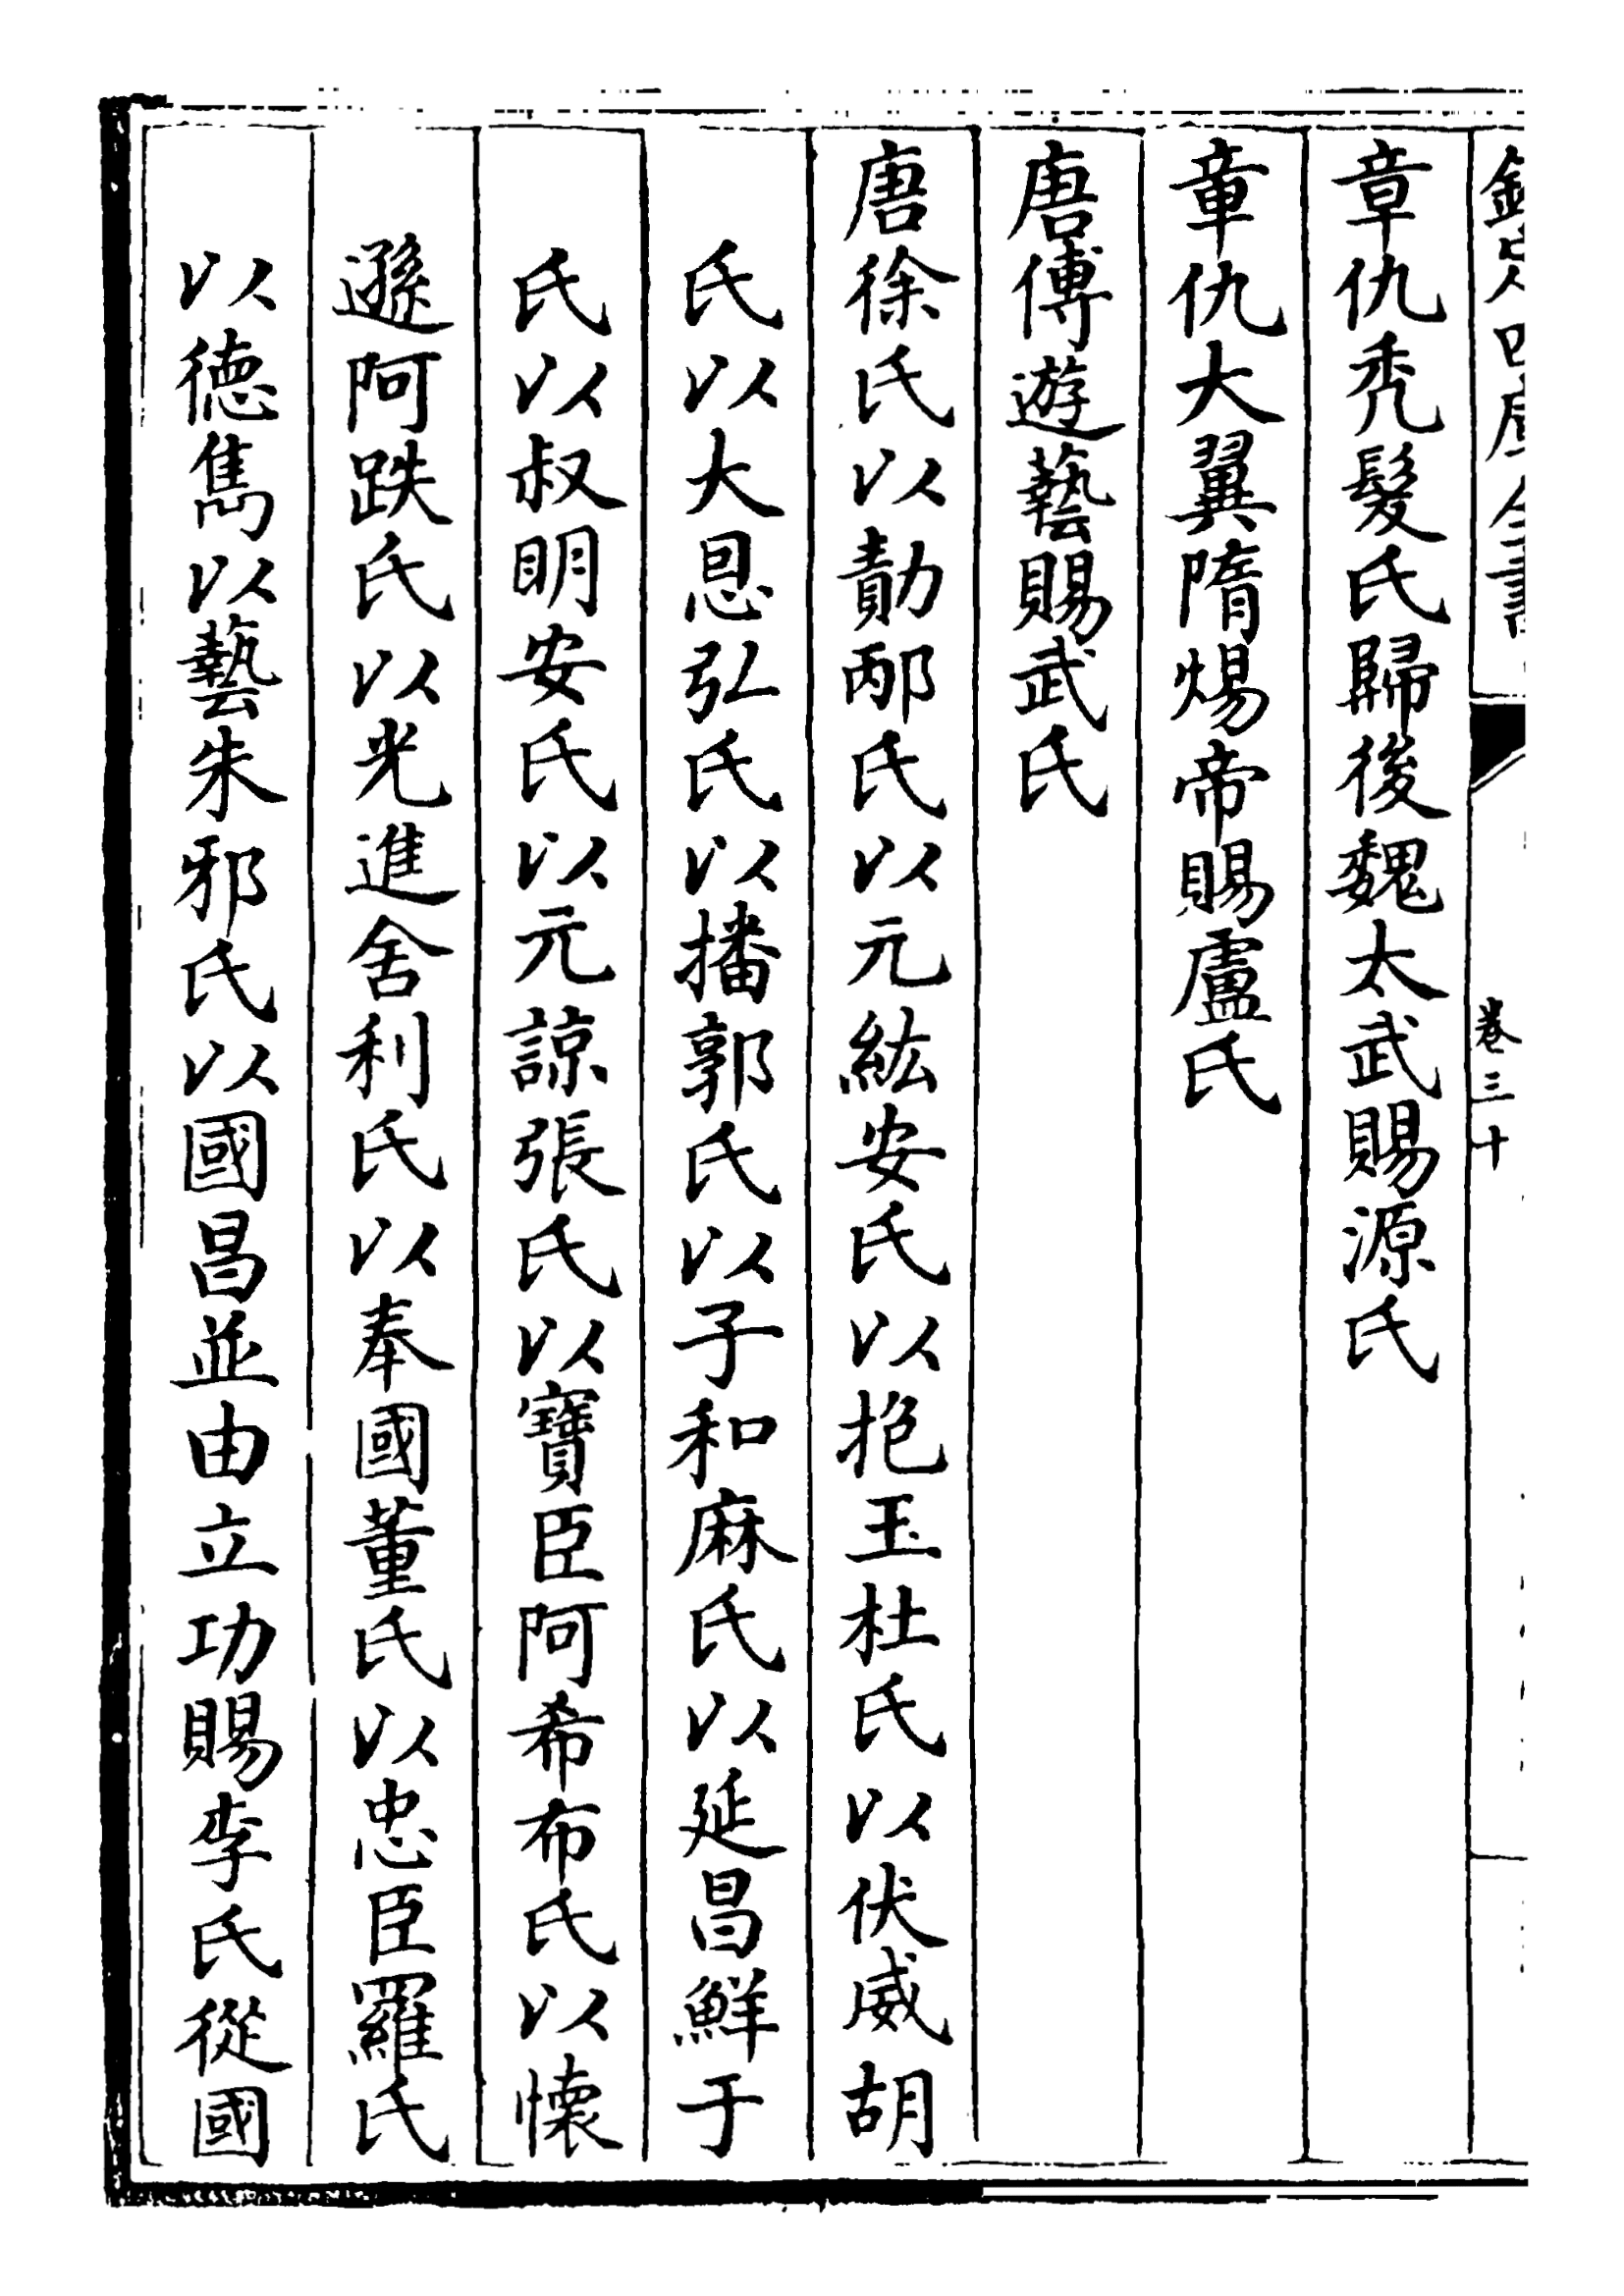 欽定四庫全書
卷三十
章仇禿髮氏歸後魏太武賜源氏
章仇大翼隋煬帝賜盧氏
唐傅遊藝賜武氏
唐徐氏以勣邴氏以元紘安氏以抱玉杜氏以伏威胡
氏以大恩弘氏以播郭氏以子和麻氏以延昌鮮于
氏以叔明安氏以元諒張氏以寶臣阿希布氏以懷
遜阿跌氏以光進舍利氏以奉國董氏以忠臣羅氏
以德雋以藝朱邪氏以國昌並由立功賜李氏從國